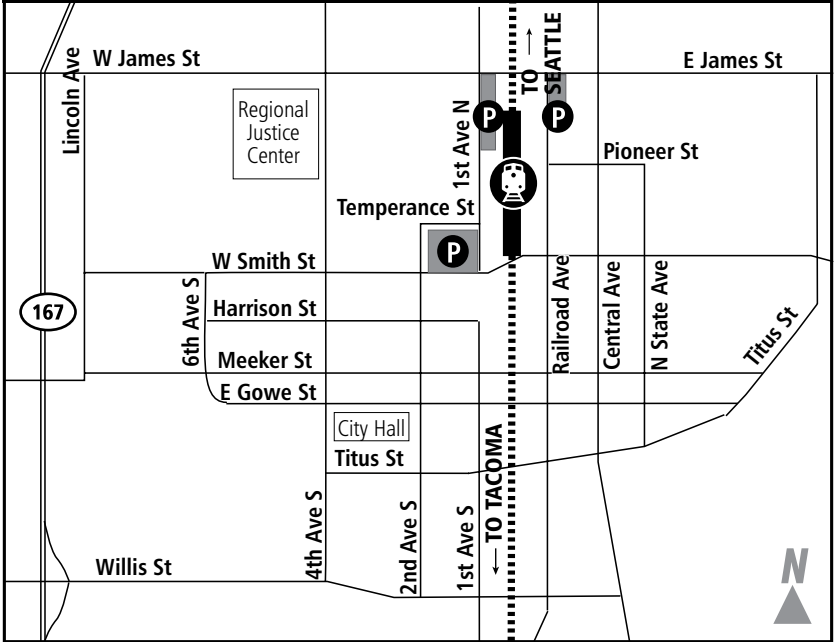 W James St
E James St
Lincoln Ave
TO →
SEATTLE
Regional
Justice
Center
1st Ave N
P
P
Pioneer St
Temperance St
P
W Smith St
167
6th Ave S
Harrison St
Meeker St
E Gowe St
Railroad Ave
Central Ave
N State Ave
Titus St
City Hall
Titus St
4th Ave S
2nd Ave S
1st Ave S
← TO TACOMA
Willis St
N